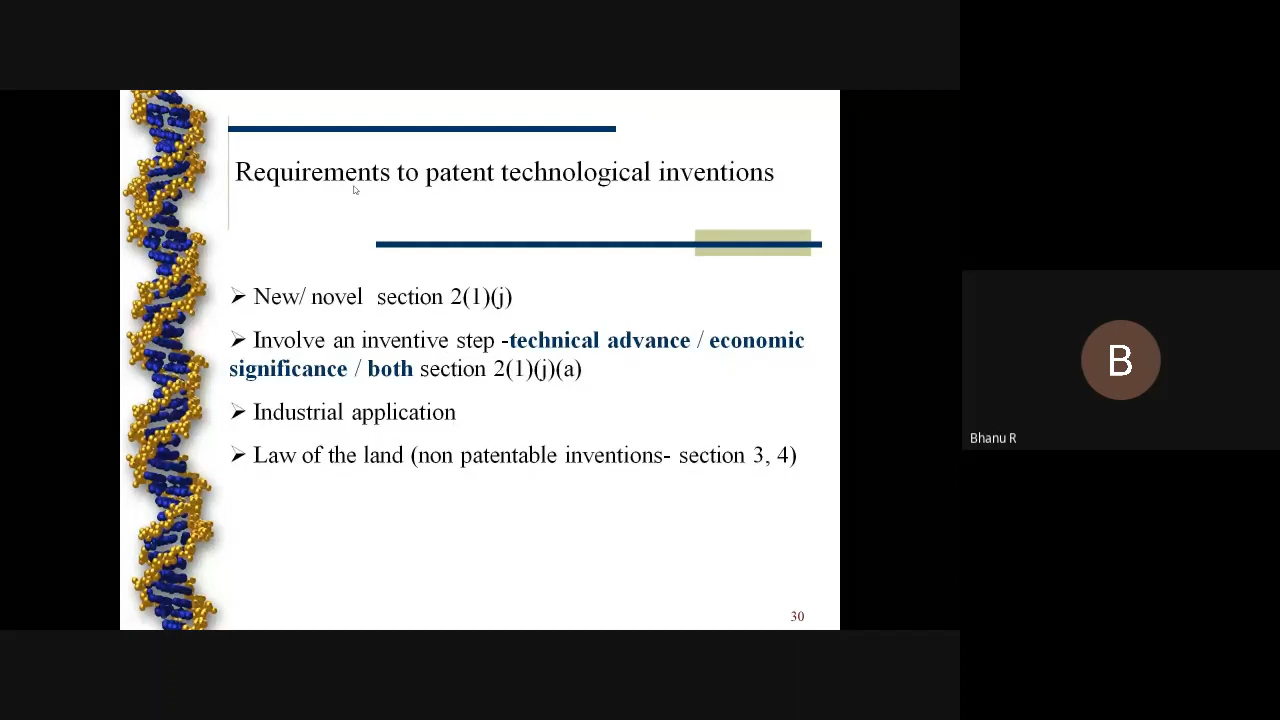 Requirements to patent technological inventions
➢ New/ novel section 2(1)(j)
➢ Involve an inventive step -technical advance / economic
significance / both section 2(1)(j)(a)
➢ Industrial application
➢ Law of the land (non patentable inventions- section 3, 4)
30
B
Bhanu R